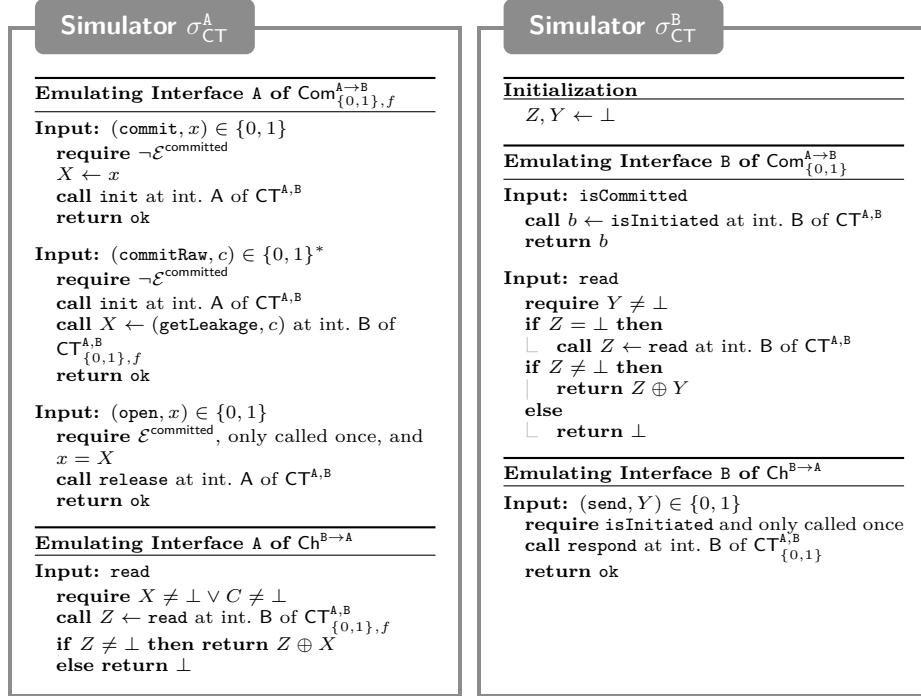 Simulator σ^A_CT
Emulating Interface A of Com^{A→B}_{{0,1},f}
Input: (commit, x) ∈ {0, 1}
require ¬ℰ^committed
X ← x
call init at int. A of CT^{A,B}
return ok
Input: (commitRaw, c) ∈ {0, 1}*
require ¬ℰ^committed
call init at int. A of CT^{A,B}
call X ← (getLeakage, c) at int. B of
CT^{A,B}_{{0,1},f}
return ok
Input: (open, x) ∈ {0, 1}
require ℰ^committed, only called once, and
x = X
call release at int. A of CT^{A,B}
return ok
Emulating Interface A of Ch^{B→A}
Input: read
require X ≠ ⊥ ∨ C ≠ ⊥
call Z ← read at int. B of CT^{A,B}_{{0,1},f}
if Z ≠ ⊥ then return Z ⊕ X
else return ⊥
Simulator σ^B_CT
Initialization
Z, Y ← ⊥
Emulating Interface B of Com^{A→B}_{{0,1}}
Input: isCommitted
call b ← isInitiated at int. B of CT^{A,B}
return b
Input: read
require Y ≠ ⊥
if Z = ⊥ then
call Z ← read at int. B of CT^{A,B}
if Z ≠ ⊥ then
return Z ⊕ Y
else
return ⊥
Emulating Interface B of Ch^{B→A}
Input: (send, Y) ∈ {0, 1}
require isInitiated and only called once
call respond at int. B of CT^{A,B}_{{0,1}}
return ok